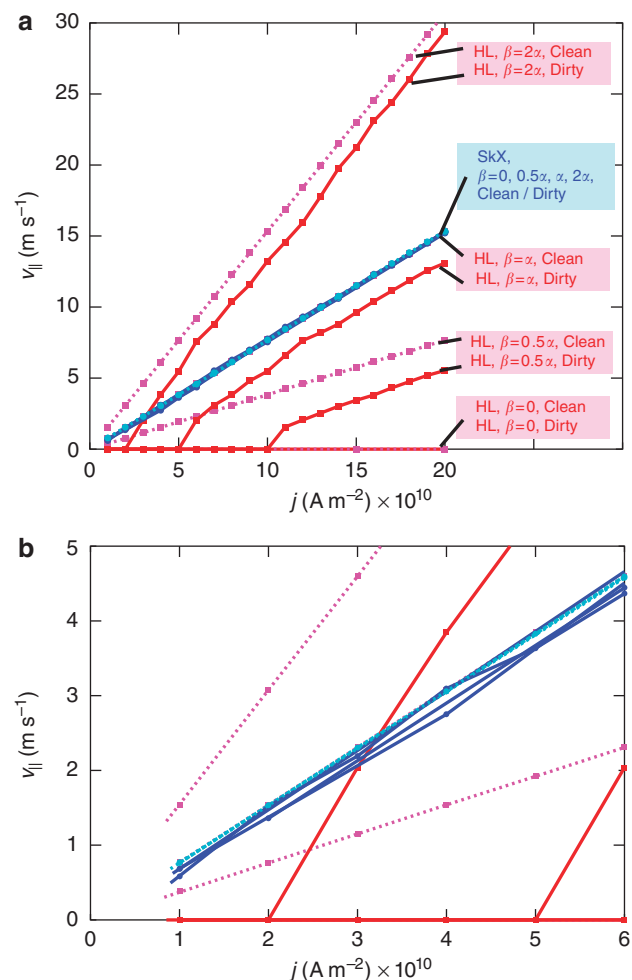 a
30
25
20
15
10
5
0
v|| (m s⁻¹)
0
5
10
15
20
j (A m⁻²) × 10¹⁰
HL, β=2α, Clean
HL, β=2α, Dirty
SkX,
β=0, 0.5α, α, 2α,
Clean / Dirty
HL, β=α, Clean
HL, β=α, Dirty
HL, β=0.5α, Clean
HL, β=0.5α, Dirty
HL, β=0, Clean
HL, β=0, Dirty
b
5
4
3
2
1
0
v|| (m s⁻¹)
0
1
2
3
4
5
6
j (A m⁻²) × 10¹⁰